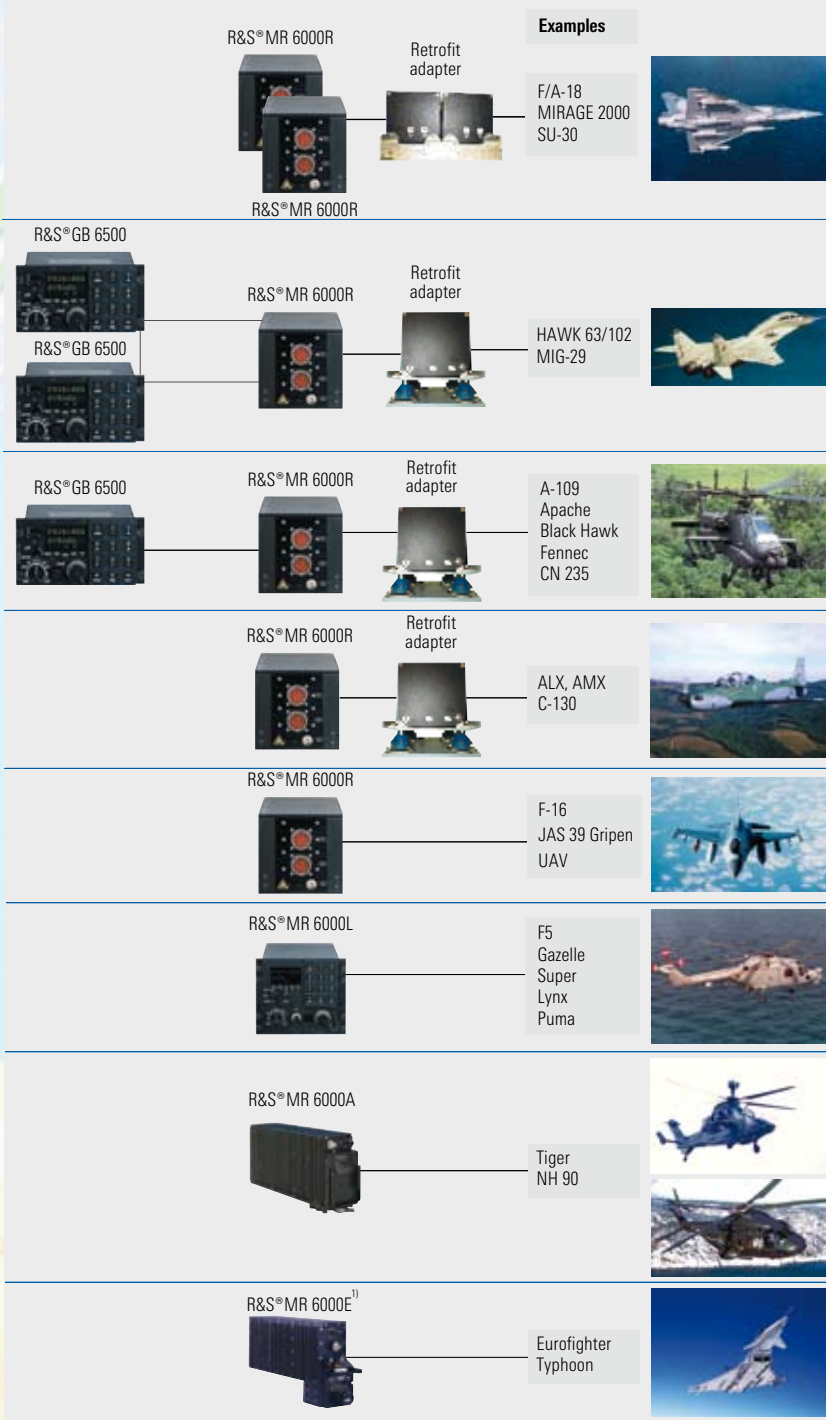 Examples
R&S®MR 6000R
Retrofit
adapter
F/A-18
MIRAGE 2000
SU-30
R&S®MR 6000R
R&S®GB 6500
R&S®MR 6000R
Retrofit
adapter
R&S®GB 6500
HAWK 63/102
MIG-29
R&S®GB 6500
R&S®MR 6000R
Retrofit
adapter
A-109
Apache
Black Hawk
Fennec
CN 235
R&S®MR 6000R
Retrofit
adapter
ALX, AMX
C-130
R&S®MR 6000R
F-16
JAS 39 Gripen
UAV
R&S®MR 6000L
F5
Gazelle
Super
Lynx
Puma
R&S®MR 6000A
Tiger
NH 90
R&S®MR 6000E1)
Eurofighter
Typhoon